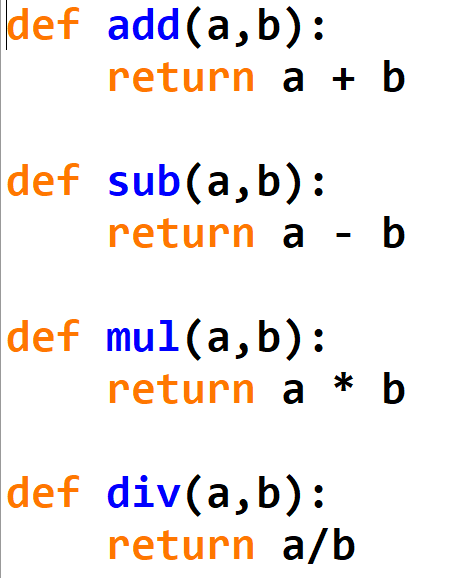 def add(a,b):
    return a + b

def sub(a,b):
    return a - b

def mul(a,b):
    return a * b

def div(a,b):
    return a/b